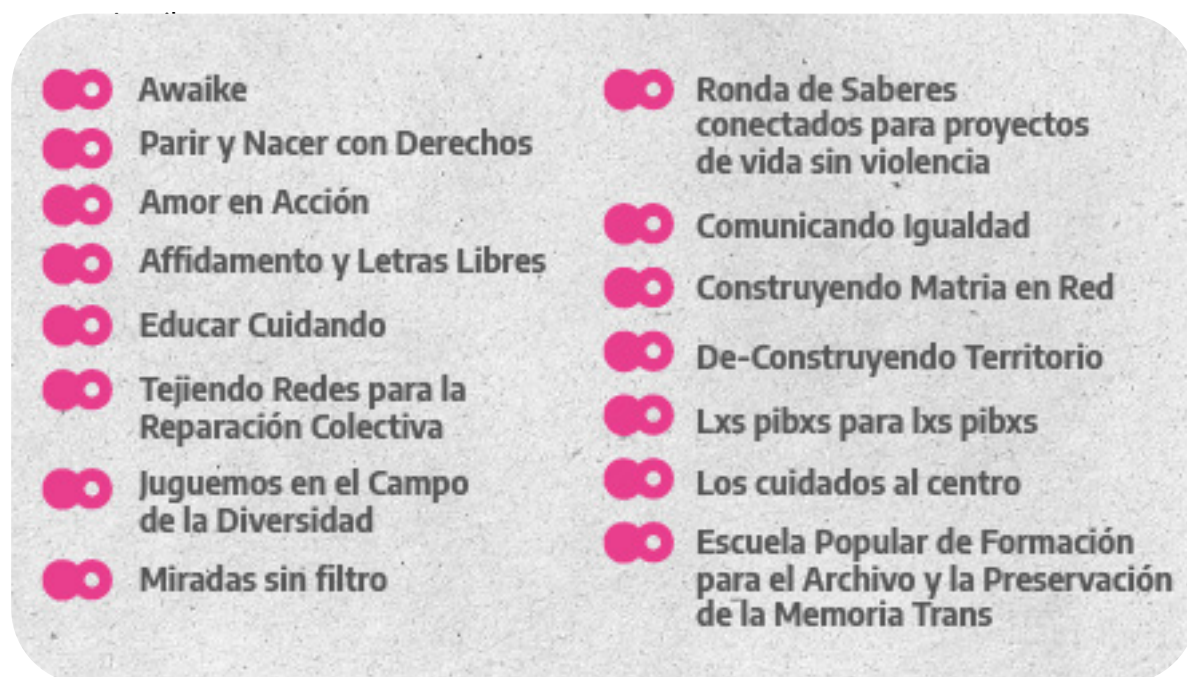 Awaike
Parir y Nacer con Derechos
Amor en Acción
Affidamento y Letras Libres
Educar Cuidando
Tejiendo Redes para la
Reparación Colectiva
Juguemos en el Campo
de la Diversidad
Miradas sin filtro
Ronda de Saberes
conectados para proyectos
de vida sin violencia
Comunicando Igualdad
Construyendo Matria en Red
De-Construyendo Territorio
Lxs pibxs para lxs pibxs
Los cuidados al centro
Escuela Popular de Formación
para el Archivo y la Preservación
de la Memoria Trans